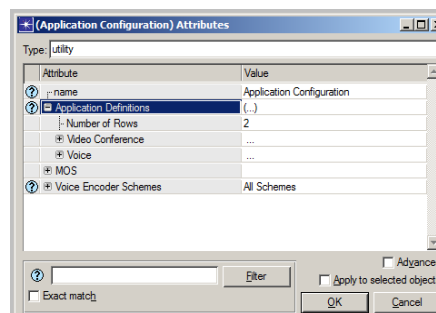 (Application Configuration) Attributes
Type: utility
Attribute Value
name Application Configuration
Application Definitions (...)
Number of Rows 2
Video Conference ...
Voice ...
MOS
Voice Encoder Schemes All Schemes
Advance
Filter
Apply to selected object
Exact match
OK Cancel